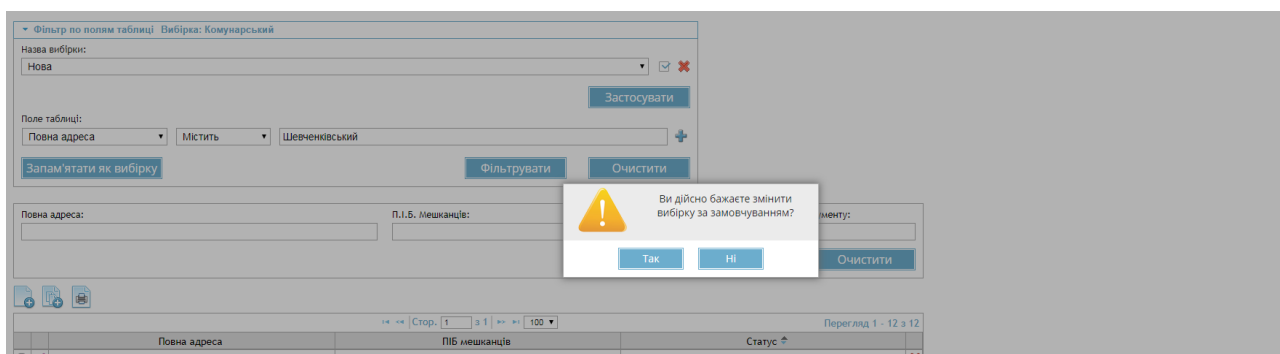 Фільтр по полям таблиці Вибірка: Комунарський
Назва вибірки:
Нова
Застосувати
Поле таблиці:
Повна адреса Містить Шевченківський
Запам'ятати як вибірку Фільтрувати Очистити
Ви дійсно бажаєте змінити
вибірку за замовчуванням?
Так Ні
Повна адреса: П.І.Б. Мешканців: ументу:
Очистити
Стор. 1 з 1 100 Перегляд 1 - 12 з 12
Повна адреса ПІБ мешканців Статус